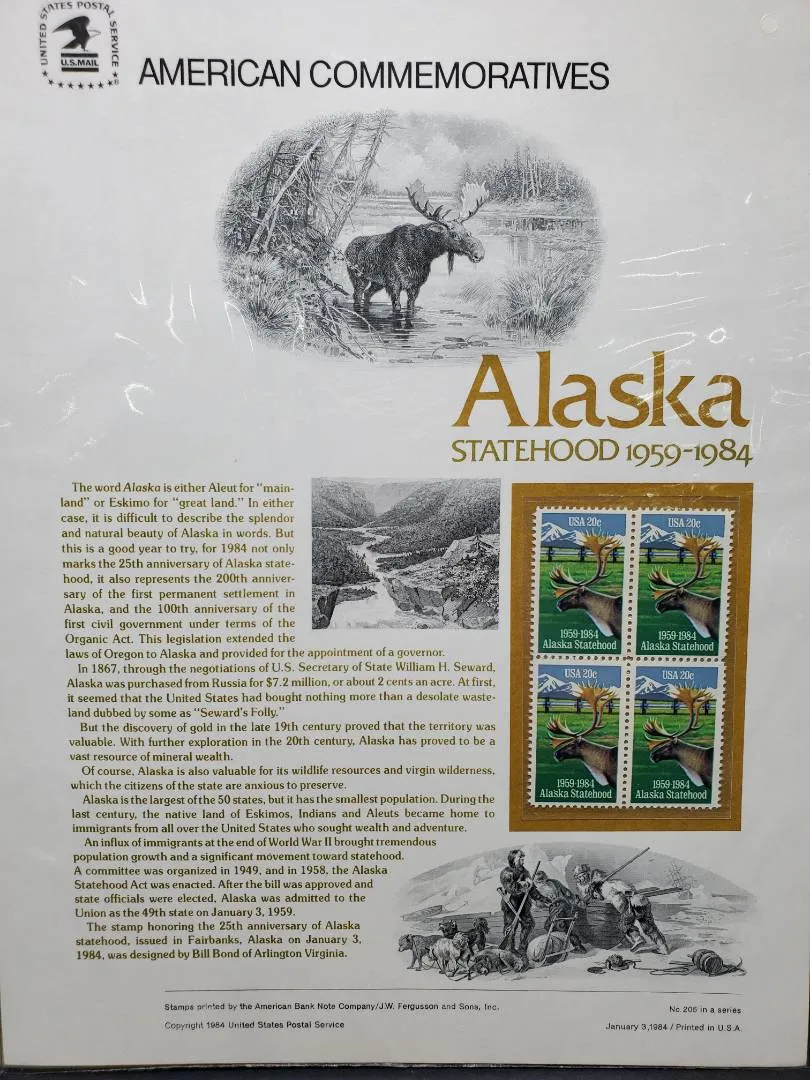 UNITED STATES POSTAL SERVICE
U.S. MAIL
AMERICAN COMMEMORATIVES
Alaska
STATEHOOD 1959-1984
The word Alaska is either Aleut for "main-
land" or Eskimo for "great land." In either
case, it is difficult to describe the splendor
and natural beauty of Alaska in words. But
this is a good year to try, for 1984 not only
marks the 25th anniversary of Alaska state-
hood, it also represents the 200th anniver-
sary of the first permanent settlement in
Alaska, and the 100th anniversary of the
first civil government under terms of the
Organic Act. This legislation extended the
laws of Oregon to Alaska and provided for the appointment of a governor.
In 1867, through the negotiations of U.S. Secretary of State William H. Seward,
Alaska was purchased from Russia for $7.2 million, or about 2 cents an acre. At first,
it seemed that the United States had bought nothing more than a desolate waste-
land dubbed by some as "Seward's Folly."
But the discovery of gold in the late 19th century proved that the territory was
valuable. With further exploration in the 20th century, Alaska has proved to be a
vast resource of mineral wealth.
Of course, Alaska is also valuable for its wildlife resources and virgin wilderness,
which the citizens of the state are anxious to preserve.
Alaska is the largest of the 50 states, but it has the smallest population. During the
last century, the native land of Eskimos, Indians and Aleuts became home to
immigrants from all over the United States who sought wealth and adventure.
An influx of immigrants at the end of World War II brought tremendous
population growth and a significant movement toward statehood.
A committee was organized in 1949, and in 1958, the Alaska
Statehood Act was enacted. After the bill was approved and
state officials were elected, Alaska was admitted to the
Union as the 49th state on January 3, 1959.
The stamp honoring the 25th anniversary of Alaska
statehood, issued in Fairbanks, Alaska on January 3,
1984, was designed by Bill Bond of Arlington Virginia.
USA 20c
1959-1984
Alaska Statehood
USA 20c
1959-1984
Alaska Statehood
USA 20c
1959-1984
Alaska Statehood
USA 20c
1959-1984
Alaska Statehood
Stamps printed by the American Bank Note Company/J.W. Fergusson and Sons, Inc.
Copyright 1984 United States Postal Service
No. 206 in a series
January 3, 1984 / Printed in U.S.A.